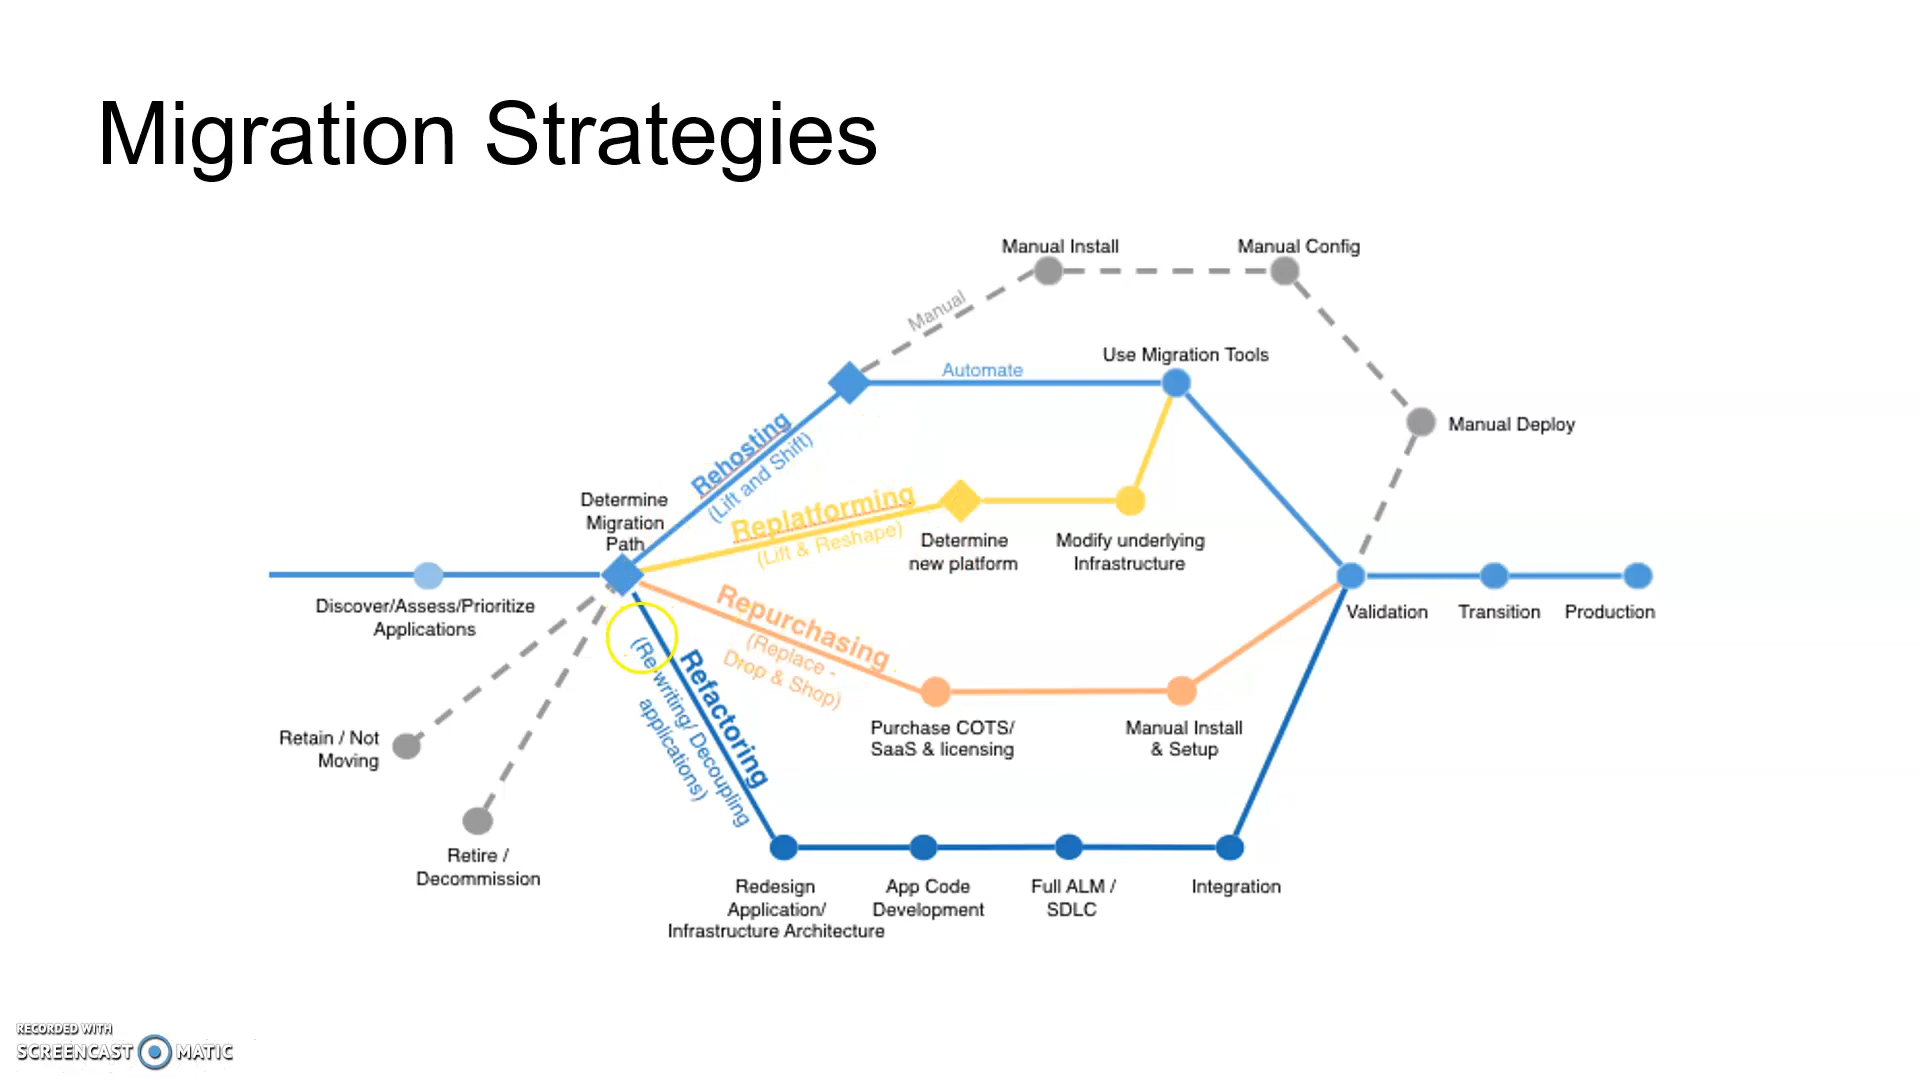 Migration Strategies
Manual Install
Manual Config
Manual
Use Migration Tools
Automate
Manual Deploy
Rehosting
(Lift and Shift)
Determine
Migration
Path
Replatforming
(Lift & Reshape)
Determine
new platform
Modify underlying
Infrastructure
Discover/Assess/Prioritize
Applications
Validation
Transition
Production
Repurchasing
(Replace -
Drop & Shop)
Refactoring
(Re-writing/ Decoupling
applications)
Purchase COTS/
SaaS & licensing
Manual Install
& Setup
Retain / Not
Moving
Retire /
Decommission
Redesign
Application/
Infrastructure Architecture
App Code
Development
Full ALM /
SDLC
Integration
RECORDED WITH
SCREENCAST MATIC